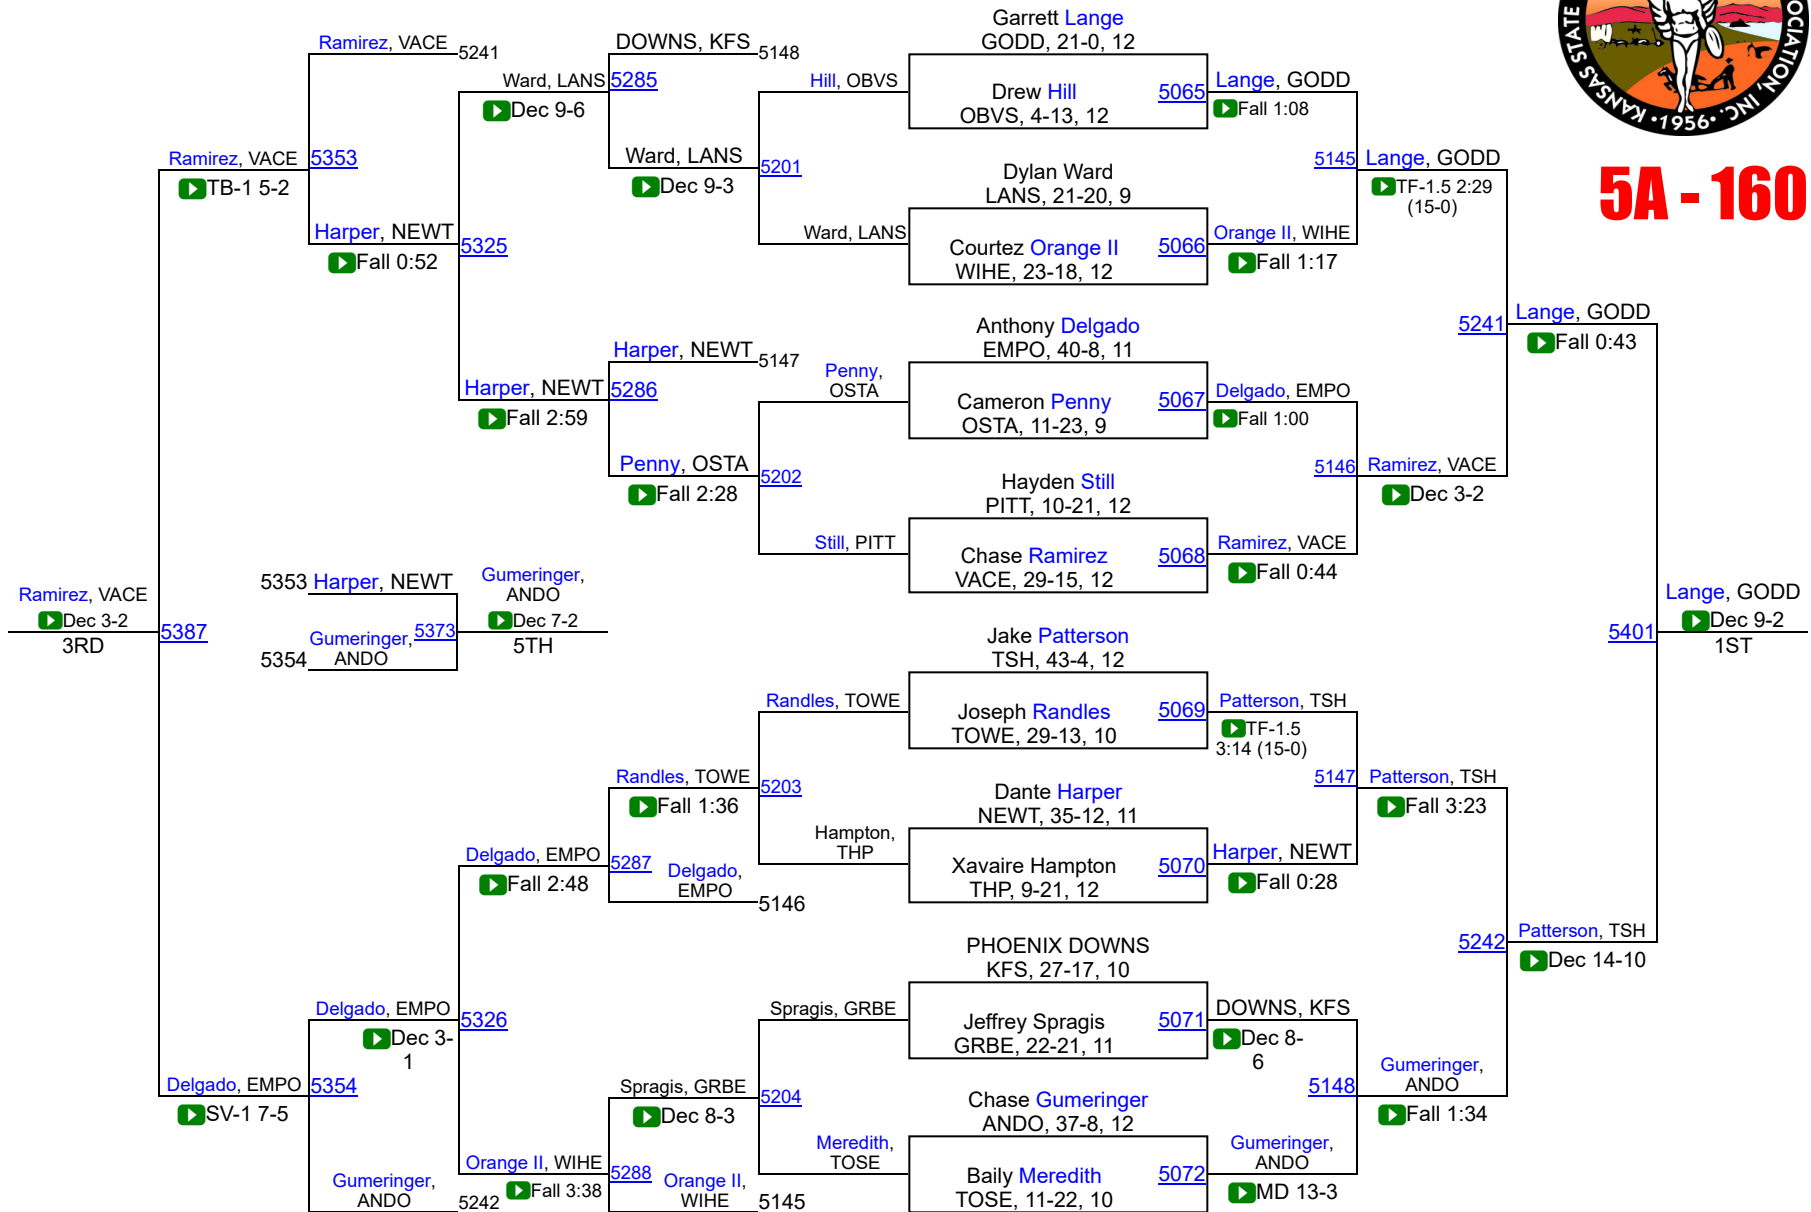 KANSAS STATE
OCIATION, INC.
•1956•
5A - 160
Ramirez, VACE
5241
Ward, LANS
5285
Dec 9-6
DOWNS, KFS
5148
Ward, LANS
Dec 9-3
Hill, OBVS
5201
Ward, LANS
Garrett Lange
GODD, 21-0, 12
Drew Hill
OBVS, 4-13, 12
5065
Lange, GODD
Fall 1:08
Dylan Ward
LANS, 21-20, 9
Courtez Orange II
WIHE, 23-18, 12
5066
Orange II, WIHE
Fall 1:17
5145
Lange, GODD
TF-1.5 2:29
(15-0)
Ramirez, VACE
5353
TB-1 5-2
Harper, NEWT
5325
Fall 0:52
Harper, NEWT
5286
Fall 2:59
Harper, NEWT
5147
Penny, OSTA
Fall 2:28
Penny,
OSTA
5202
Still, PITT
Anthony Delgado
EMPO, 40-8, 11
Cameron Penny
OSTA, 11-23, 9
5067
Delgado, EMPO
Fall 1:00
Hayden Still
PITT, 10-21, 12
Chase Ramirez
VACE, 29-15, 12
5068
Ramirez, VACE
Fall 0:44
5146
Ramirez, VACE
Dec 3-2
5241
Lange, GODD
Fall 0:43
Ramirez, VACE
Dec 3-2
5387
3RD
5353
Harper, NEWT
5354
Gumeringer,
ANDO
5373
Gumeringer,
ANDO
Dec 7-2
5TH
5401
Lange, GODD
Dec 9-2
1ST
Jake Patterson
TSH, 43-4, 12
Joseph Randles
TOWE, 29-13, 10
5069
Patterson, TSH
TF-1.5
3:14 (15-0)
Randles, TOWE
Randles, TOWE
Fall 1:36
5203
Hampton,
THP
Dante Harper
NEWT, 35-12, 11
Xavaire Hampton
THP, 9-21, 12
5070
Harper, NEWT
Fall 0:28
5147
Patterson, TSH
Fall 3:23
Delgado, EMPO
5287
Fall 2:48
Delgado,
EMPO
5146
5242
Patterson, TSH
Dec 14-10
PHOENIX DOWNS
KFS, 27-17, 10
Jeffrey Spragis
GRBE, 22-21, 11
5071
DOWNS, KFS
Dec 8-
6
Delgado, EMPO
5326
Dec 3-
1
Spragis, GRBE
Spragis, GRBE
Dec 8-3
5204
Meredith,
TOSE
Chase Gumeringer
ANDO, 37-8, 12
Baily Meredith
TOSE, 11-22, 10
5072
Gumeringer,
ANDO
MD 13-3
5148
Gumeringer,
ANDO
Fall 1:34
Delgado, EMPO
5354
SV-1 7-5
Gumeringer,
ANDO
5242
Orange II, WIHE
5288
Fall 3:38
Orange II,
WIHE
5145